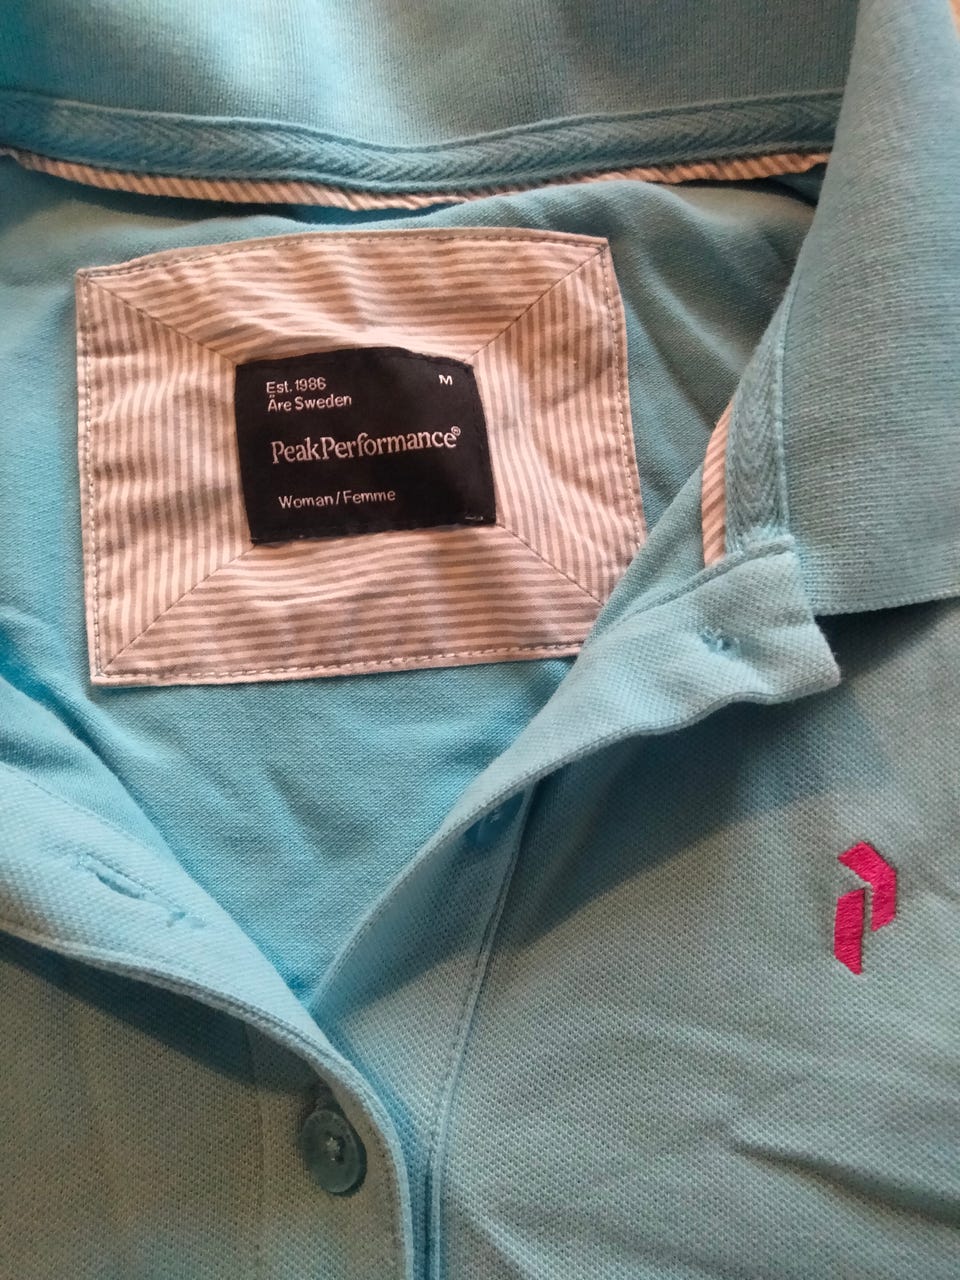 Est. 1986
M
Åre Sweden
PeakPerformance®
Woman/Femme